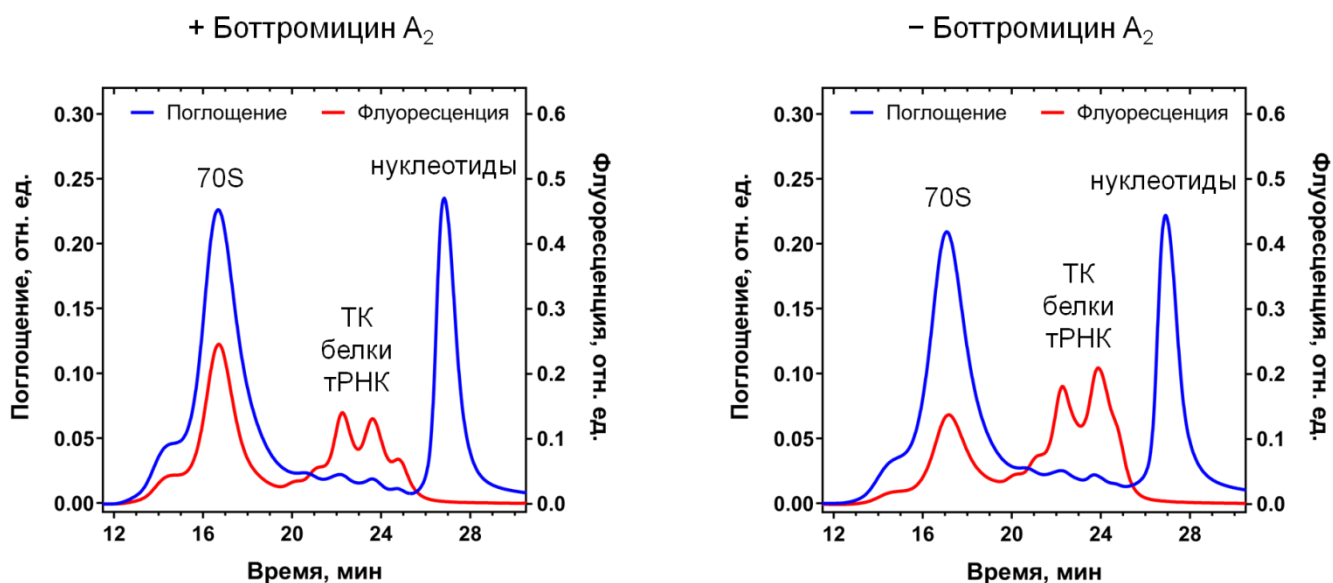 + Боттромицин A₂
Поглощение Флуоресценция
0.30
0.25
0.20
0.15
0.10
0.05
0.00
0.6
0.5
0.4
0.3
0.2
0.1
0.0
Поглощение, отн. ед.
Флуоресценция, отн. ед.
70S
ТК
белки
тРНК
нуклеотиды
12 16 20 24 28
Время, мин
− Боттромицин A₂
Поглощение Флуоресценция
0.30
0.25
0.20
0.15
0.10
0.05
0.00
0.6
0.5
0.4
0.3
0.2
0.1
0.0
Поглощение, отн. ед.
Флуоресценция, отн. ед.
70S
ТК
белки
тРНК
нуклеотиды
12 16 20 24 28
Время, мин